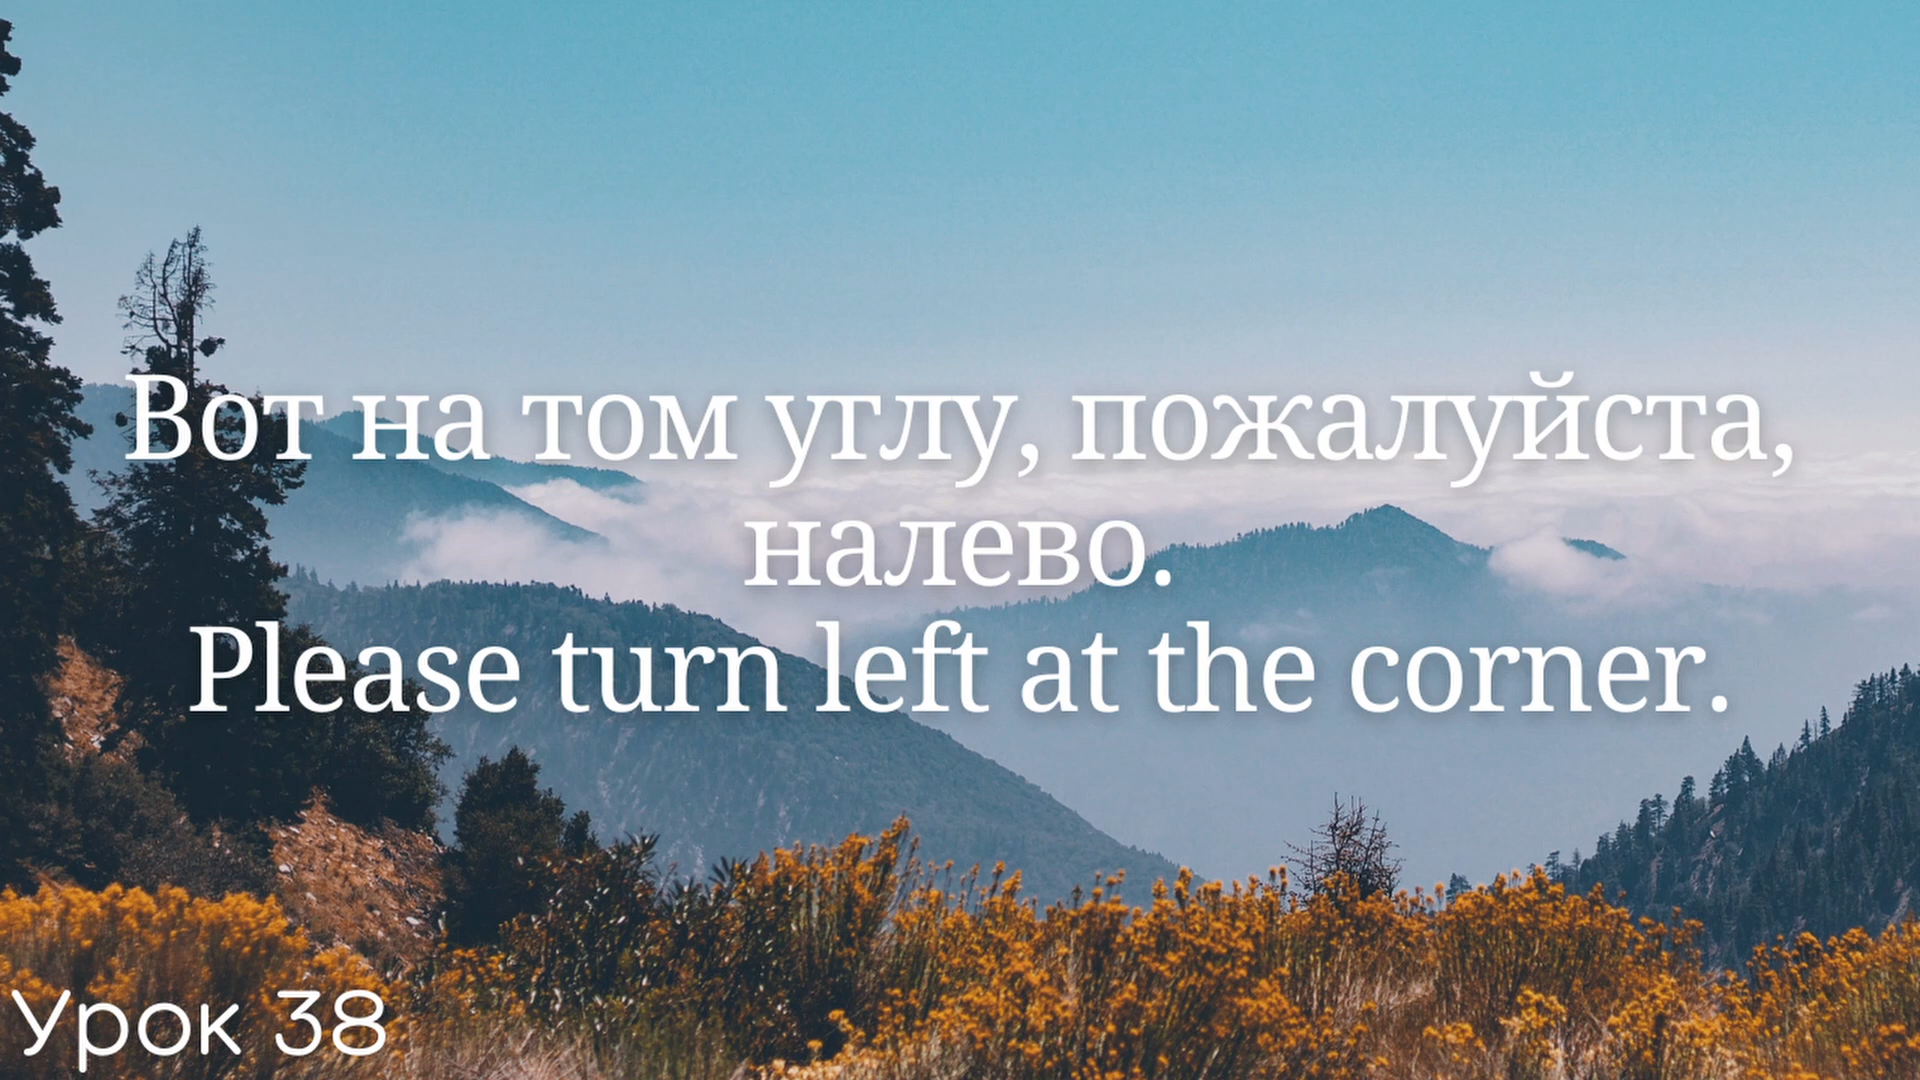 Вот на том углу, пожалуйста,
налево.
Please turn left at the corner.
Урок 38